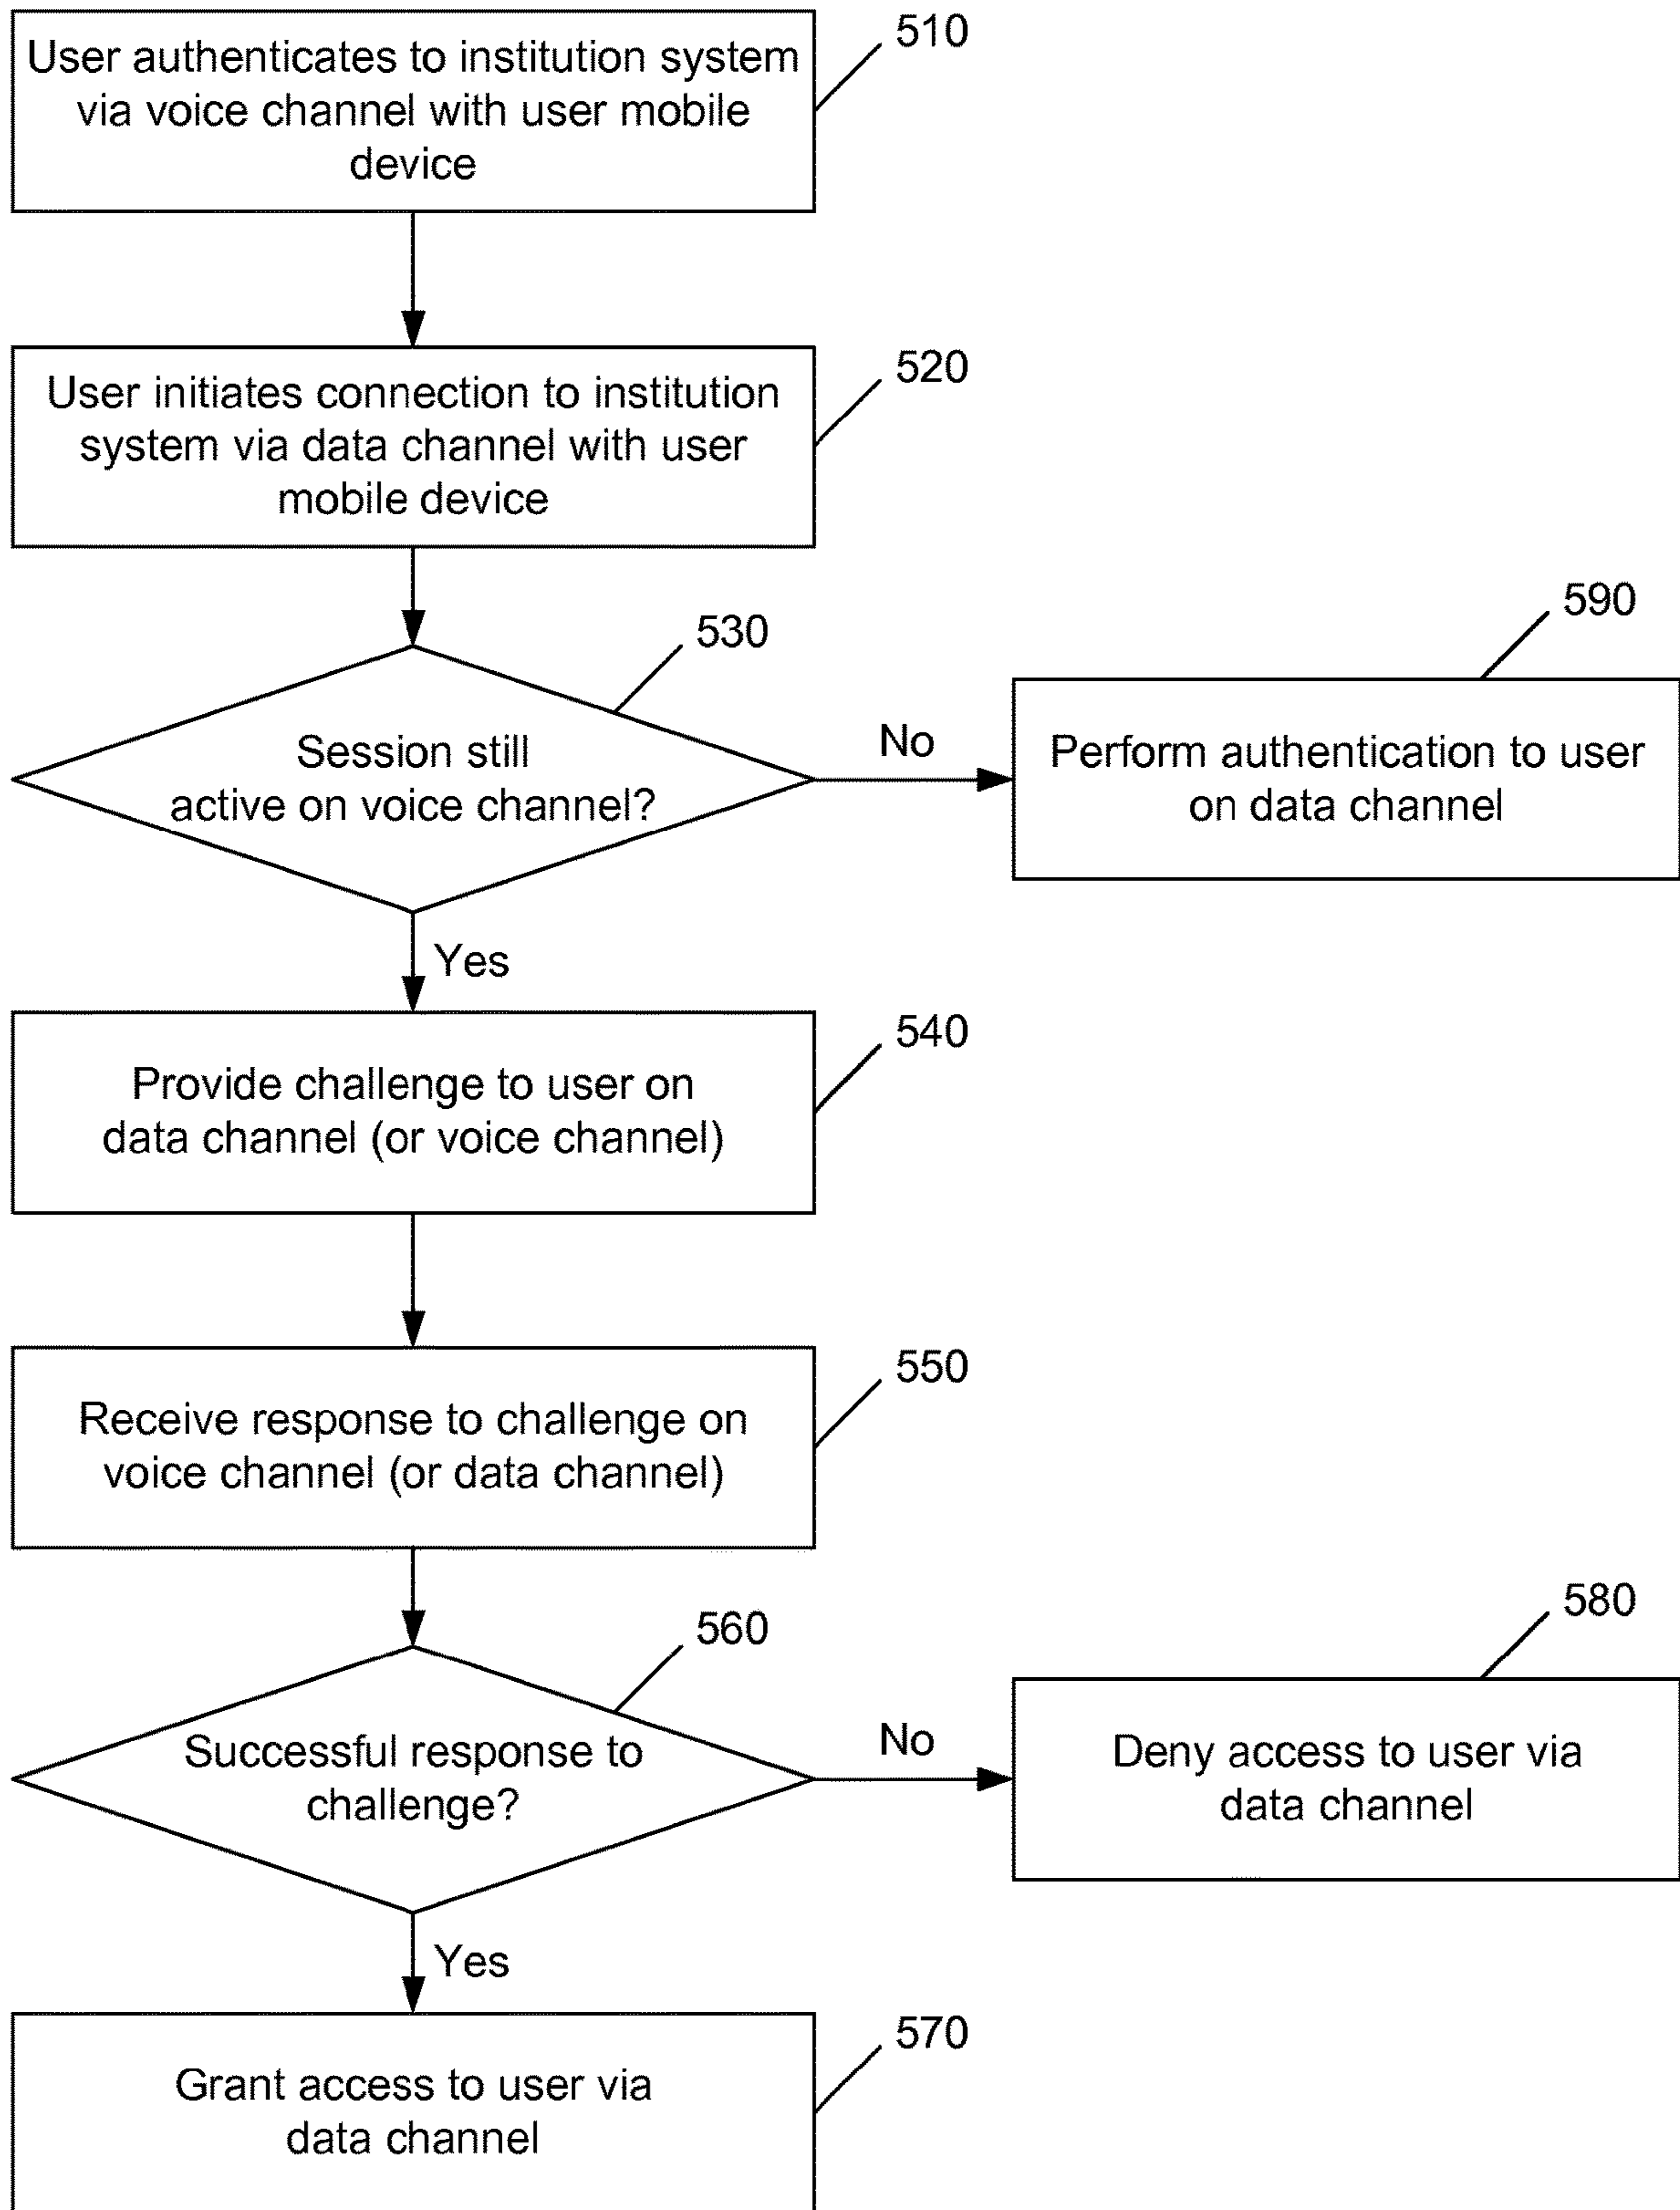 User authenticates to institution system
via voice channel with user mobile
device
510
User initiates connection to institution
system via data channel with user
mobile device
520
Session still
active on voice channel?
530
No
Perform authentication to user
on data channel
590
Yes
Provide challenge to user on
data channel (or voice channel)
540
Receive response to challenge on
voice channel (or data channel)
550
Successful response to
challenge?
560
No
Deny access to user via
data channel
580
Yes
Grant access to user via
data channel
570